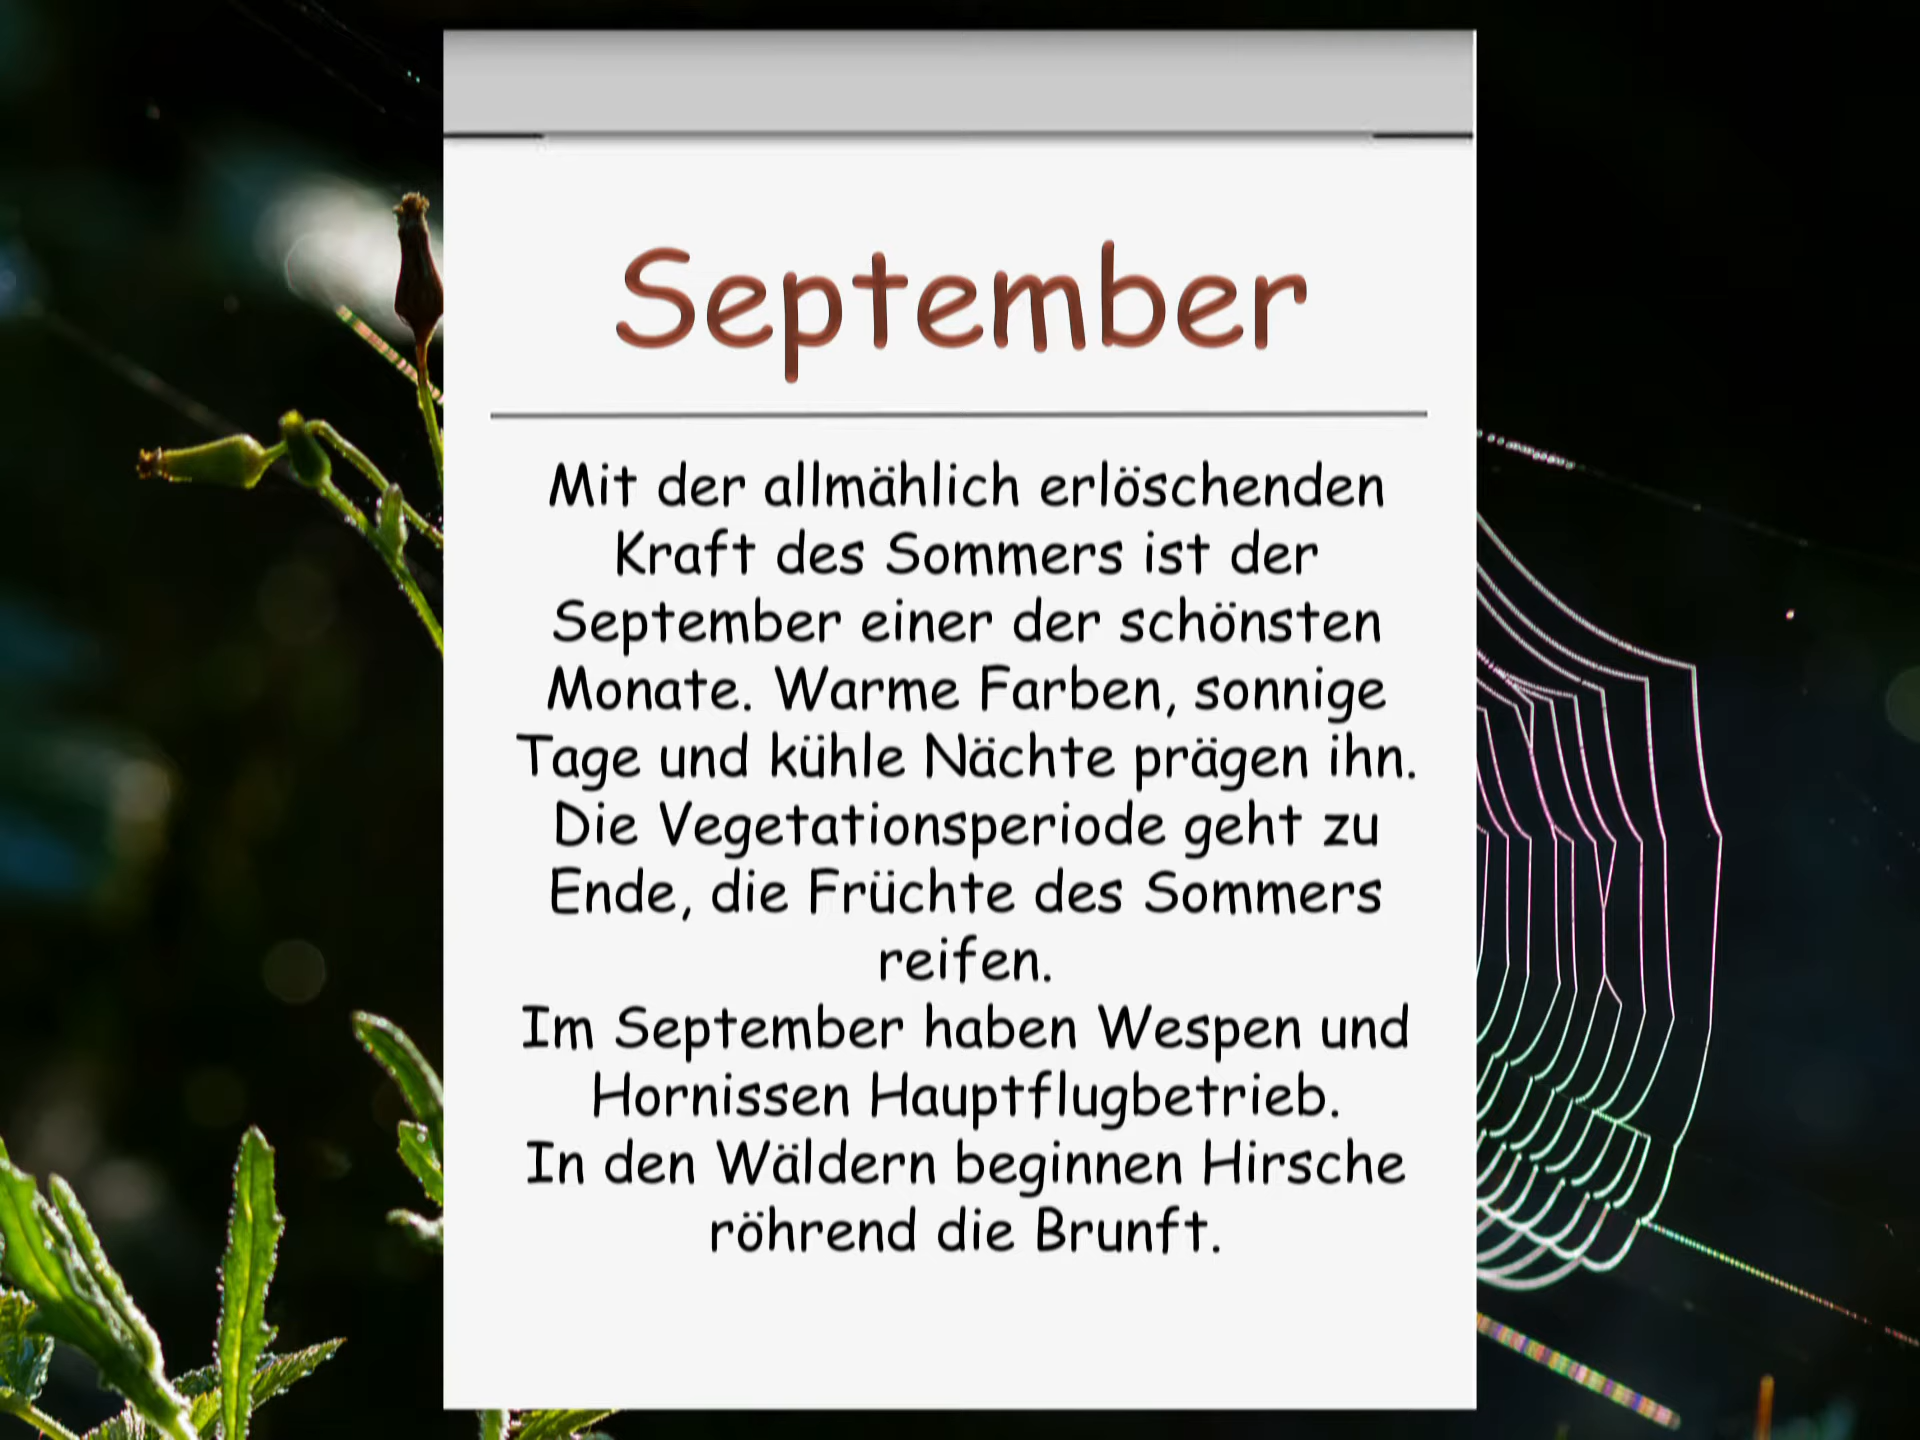 September
Mit der allmählich erlöschenden
Kraft des Sommers ist der
September einer der schönsten
Monate. Warme Farben, sonnige
Tage und kühle Nächte prägen ihn.
Die Vegetationsperiode geht zu
Ende, die Früchte des Sommers
reifen.
Im September haben Wespen und
Hornissen Hauptflugbetrieb.
In den Wäldern beginnen Hirsche
röhrend die Brunft.